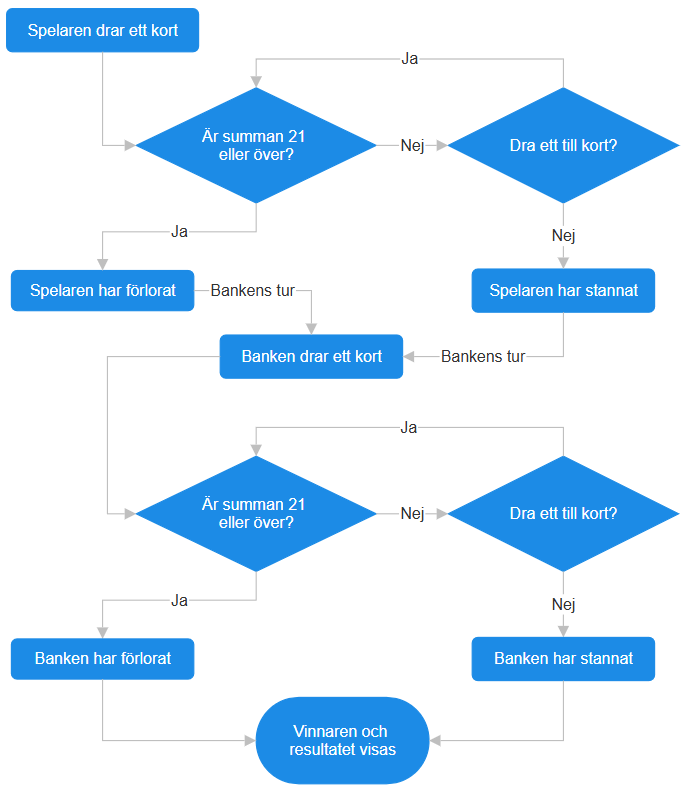 Spelaren drar ett kort
Ja
Är summan 21
eller över?
Nej
Dra ett till kort?
Ja
Nej
Spelaren har förlorat
Bankens tur
Spelaren har stannat
Banken drar ett kort
Bankens tur
Ja
Är summan 21
eller över?
Nej
Dra ett till kort?
Ja
Nej
Banken har förlorat
Banken har stannat
Vinnaren och
resultatet visas